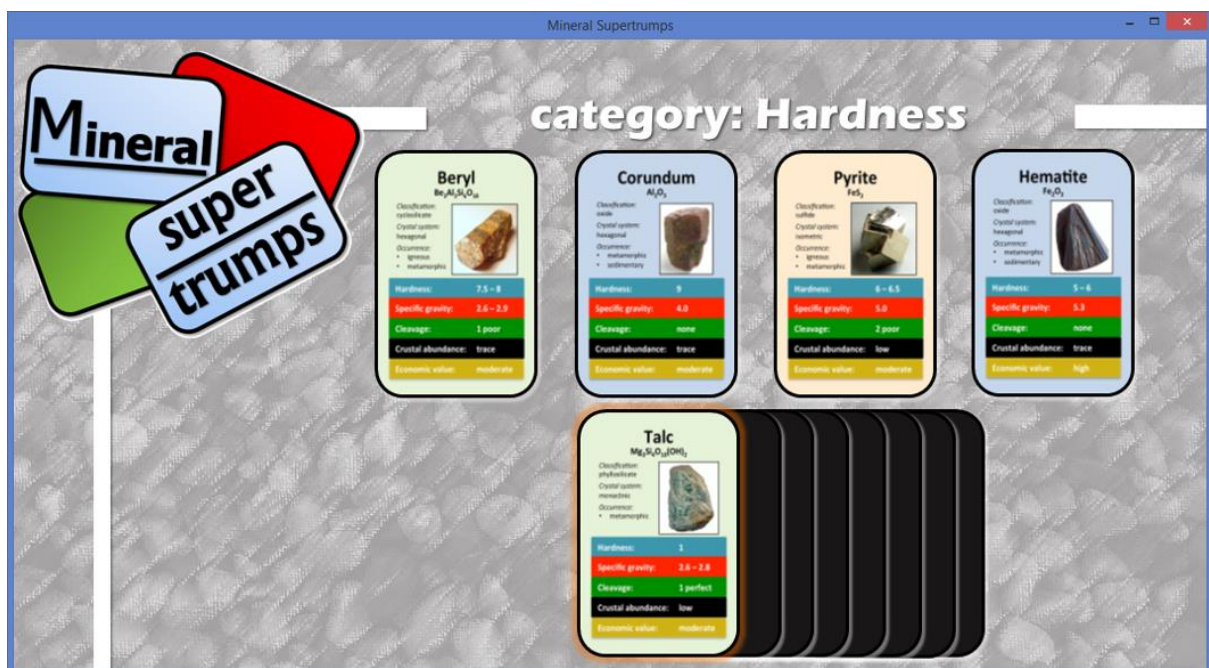 Mineral Supertrumps
Mineral
super
trumps
category: Hardness
Beryl
Be₃Al₂Si₆O₁₈
Classification:
cyclosilicate
Crystal system:
hexagonal
Occurrence:
• igneous
• metamorphic
Hardness: 7.5 – 8
Specific gravity: 2.6 – 2.9
Cleavage: 1 poor
Crustal abundance: trace
Economic value: moderate
Corundum
Al₂O₃
Classification:
oxide
Crystal system:
hexagonal
Occurrence:
• metamorphic
• sedimentary
Hardness: 9
Specific gravity: 4.0
Cleavage: none
Crustal abundance: trace
Economic value: moderate
Pyrite
FeS₂
Classification:
sulfide
Crystal system:
isometric
Occurrence:
• igneous
• metamorphic
Hardness: 6 – 6.5
Specific gravity: 5.0
Cleavage: 2 poor
Crustal abundance: low
Economic value: moderate
Hematite
Classification:
oxide
Crystal system:
hexagonal
Occurrence:
• metamorphic
• sedimentary
Hardness: 5 – 6
Specific gravity: 5.3
Cleavage: none
Crustal abundance: trace
Economic value: high
Talc
Mg₃Si₄O₁₀(OH)₂
Classification:
phyllosilicate
Crystal system:
monoclinic
Occurrence:
• metamorphic
Hardness: 1
Specific gravity: 2.6 – 2.8
Cleavage: 1 perfect
Crustal abundance: low
Economic value: moderate